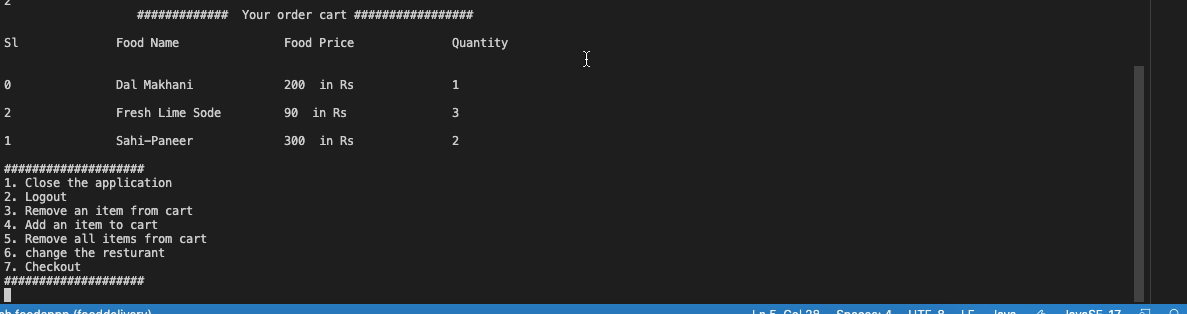 2
############# Your order cart #################
Sl Food Name Food Price Quantity
0 Dal Makhani 200 in Rs 1
2 Fresh Lime Sode 90 in Rs 3
1 Sahi-Paneer 300 in Rs 2
####################
1. Close the application
2. Logout
3. Remove an item from cart
4. Add an item to cart
5. Remove all items from cart
6. change the resturant
7. Checkout
####################
(fooddelivery) Ln 5, Col 28 Spaces: 4 UTF-8 LF Java JavaSE-17